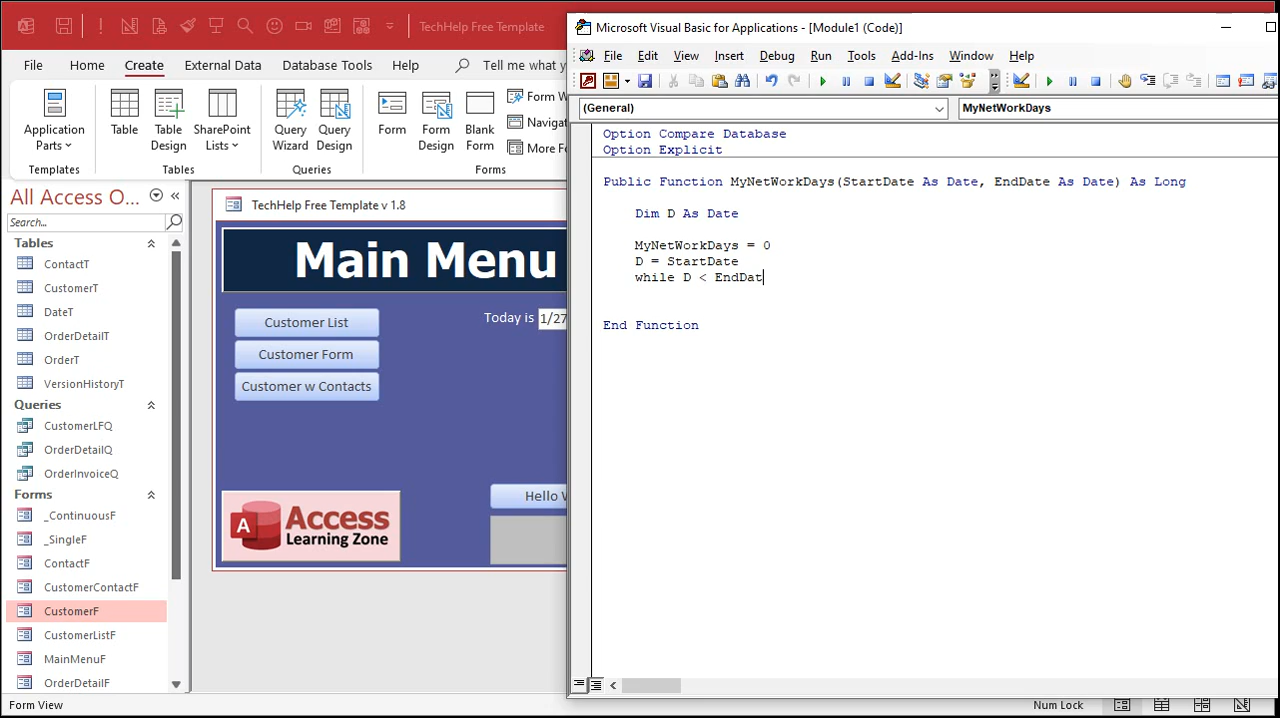 TechHelp Free Template
File Home Create External Data Database Tools Help Tell me what y
Application Parts
Table
Table Design
SharePoint Lists
Query Wizard
Query Design
Form
Form Design
Blank Form
Form W
Navigat
More F
Templates
Tables
Queries
Forms
All Access O...
Search...
Tables
ContactT
CustomerT
DateT
OrderDetailT
OrderT
VersionHistoryT
Queries
CustomerLFQ
OrderDetailQ
OrderInvoiceQ
Forms
_ContinuousF
_SingleF
ContactF
CustomerContactF
CustomerF
CustomerListF
MainMenuF
OrderDetailF
TechHelp Free Template v 1.8
Main Menu
Customer List
Customer Form
Customer w Contacts
Today is 1/27
Hello W
A Access
Learning Zone
Microsoft Visual Basic for Applications - [Module1 (Code)]
File Edit View Insert Debug Run Tools Add-Ins Window Help
(General)
MyNetWorkDays
Option Compare Database
Option Explicit
Public Function MyNetWorkDays(StartDate As Date, EndDate As Date) As Long
Dim D As Date
MyNetWorkDays = 0
D = StartDate
while D < EndDat
End Function
Form View
Num Lock